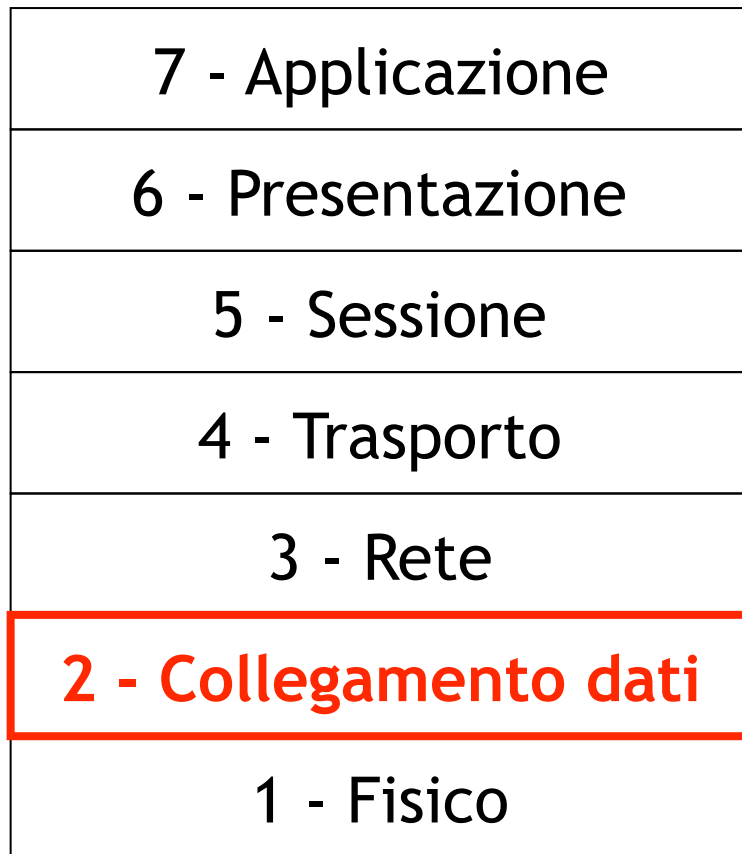 7 - Applicazione
6 - Presentazione
5 - Sessione
4 - Trasporto
3 - Rete
2 - Collegamento dati
1 - Fisico